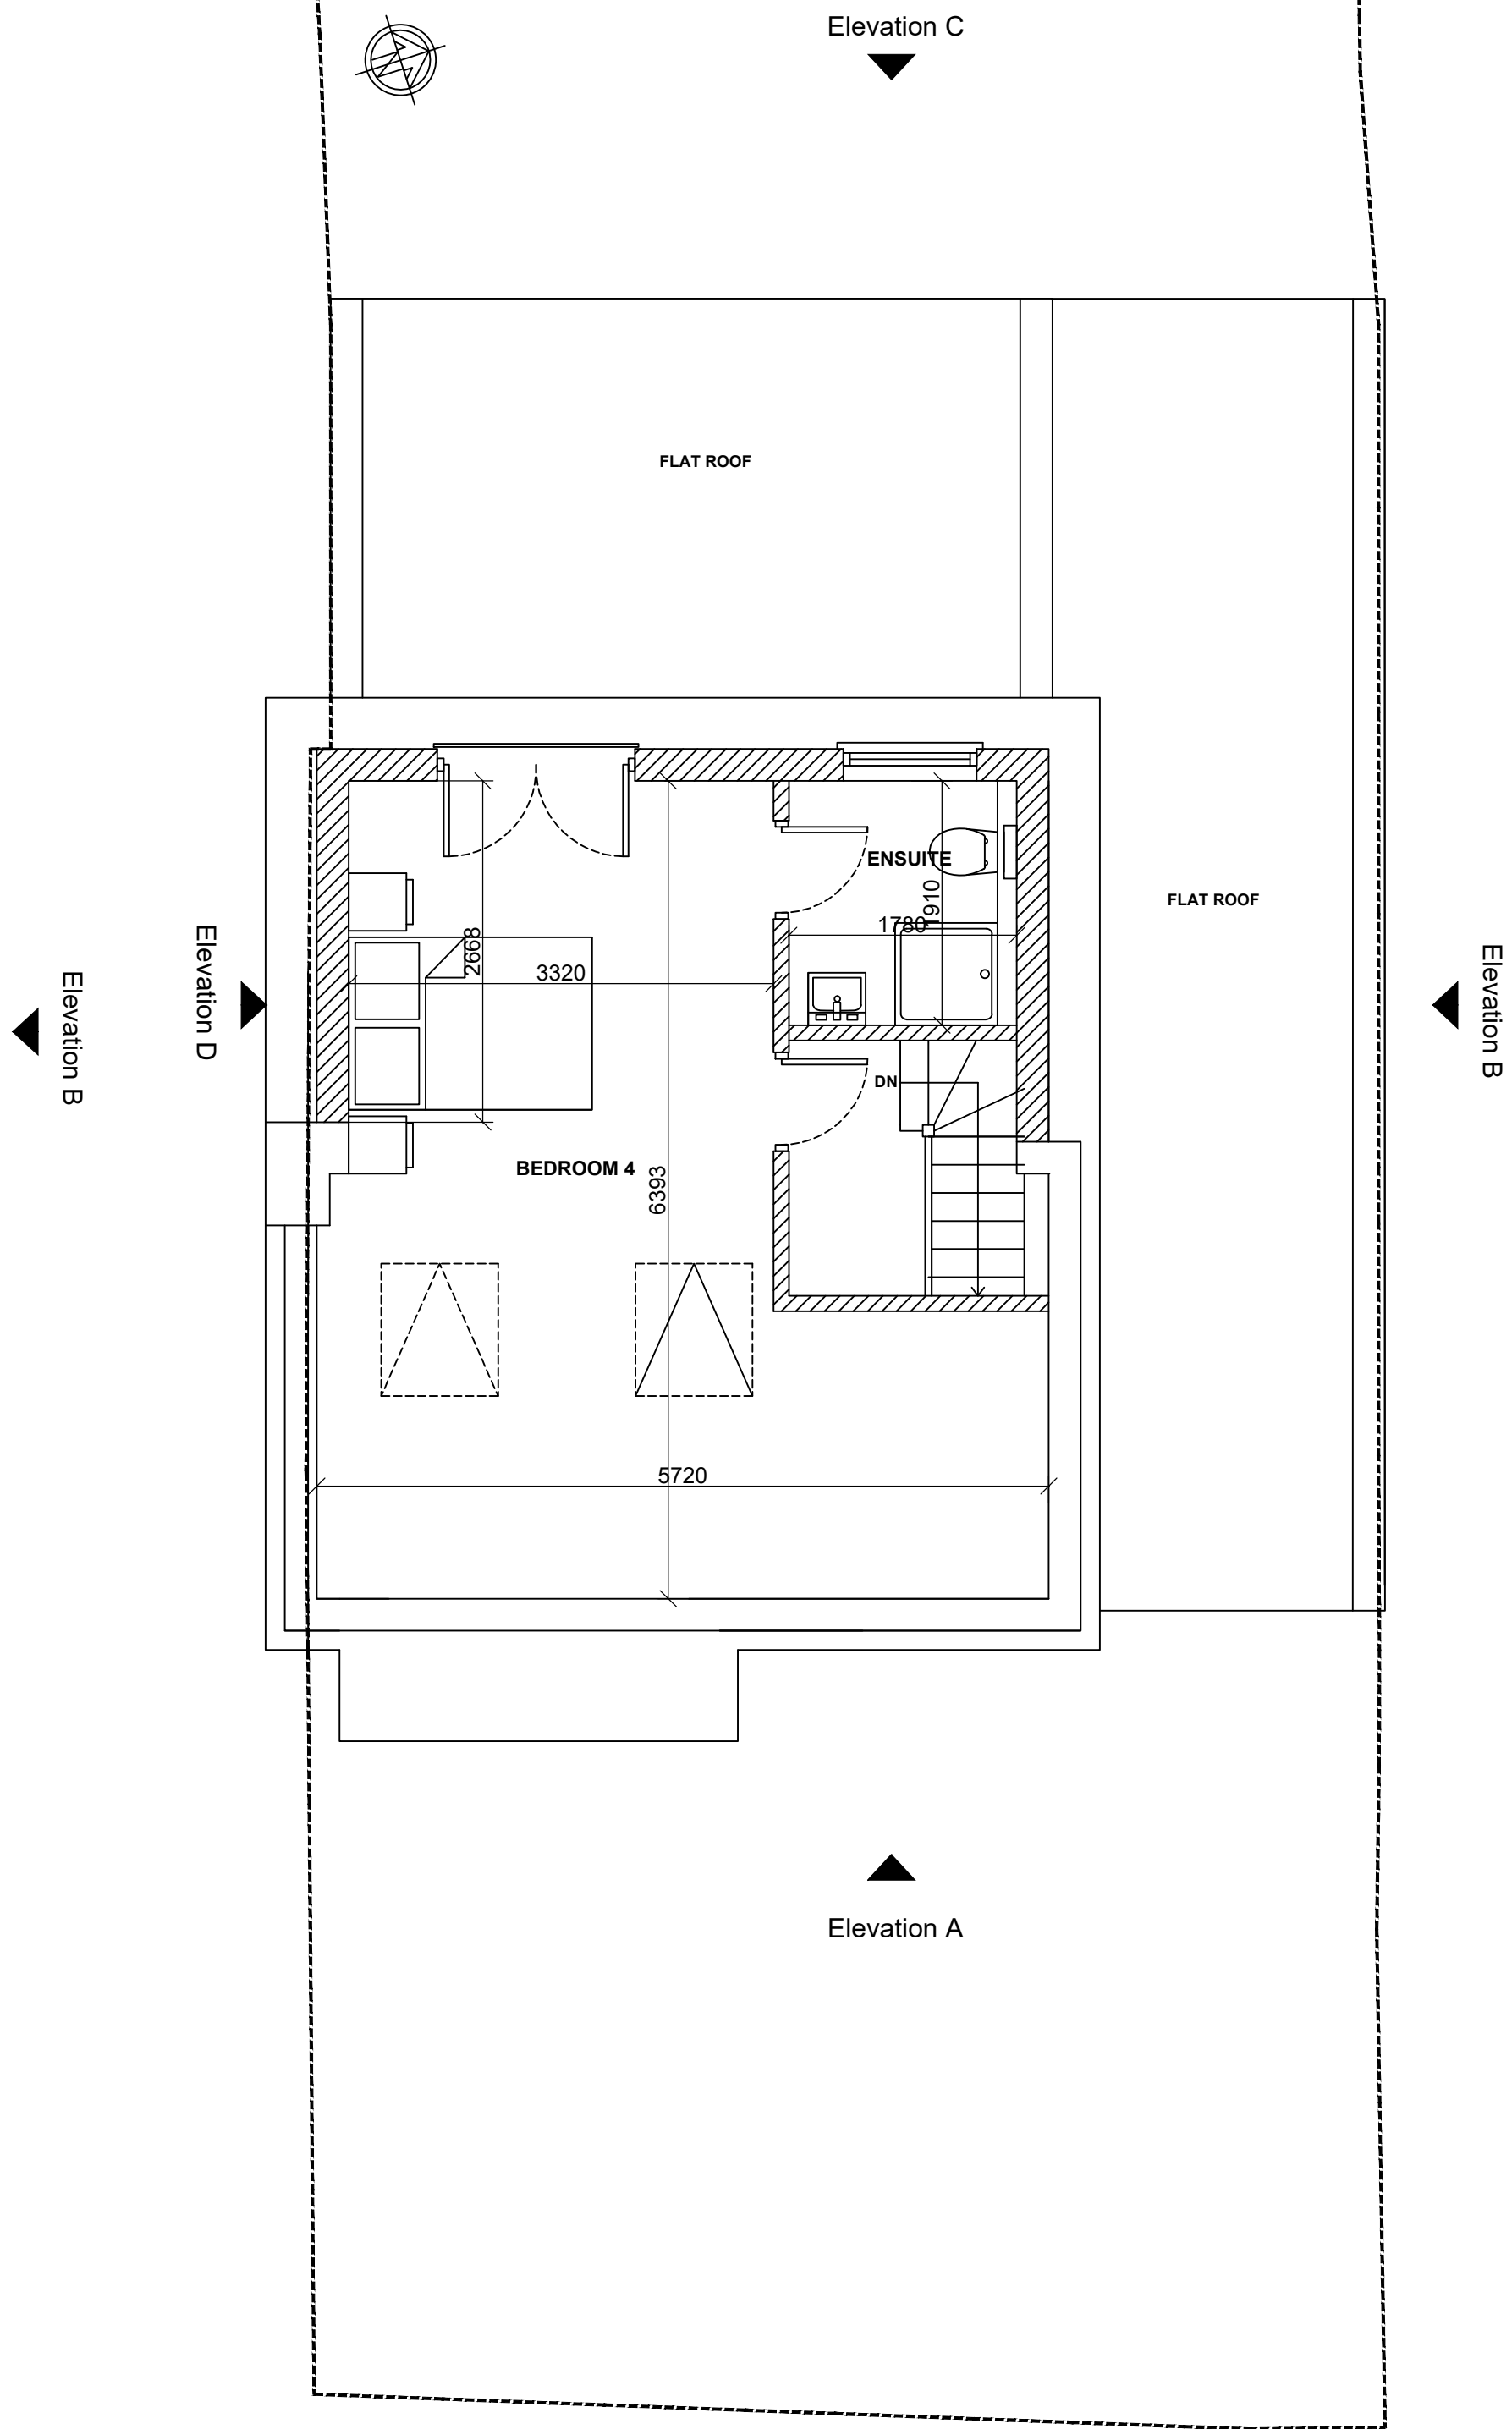 Elevation C
FLAT ROOF
ENSUITE
1910
1780
FLAT ROOF
2668
3320
Elevation D
Elevation B
Elevation B
DN
BEDROOM 4
6393
5720
Elevation A